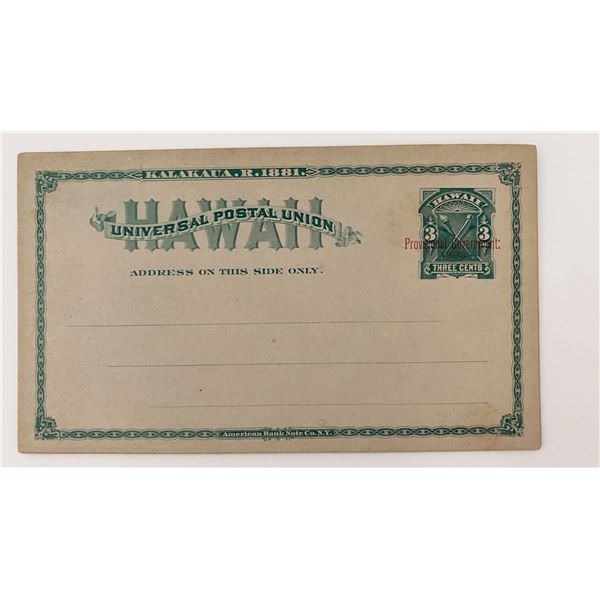 KALAKAUA. R. 1881.
HAWAII
UNIVERSAL POSTAL UNION
ADDRESS ON THIS SIDE ONLY.
HAWAII
3 3
Provisional Government:
1893
THREE CENTS
American Bank Note Co. N.Y.